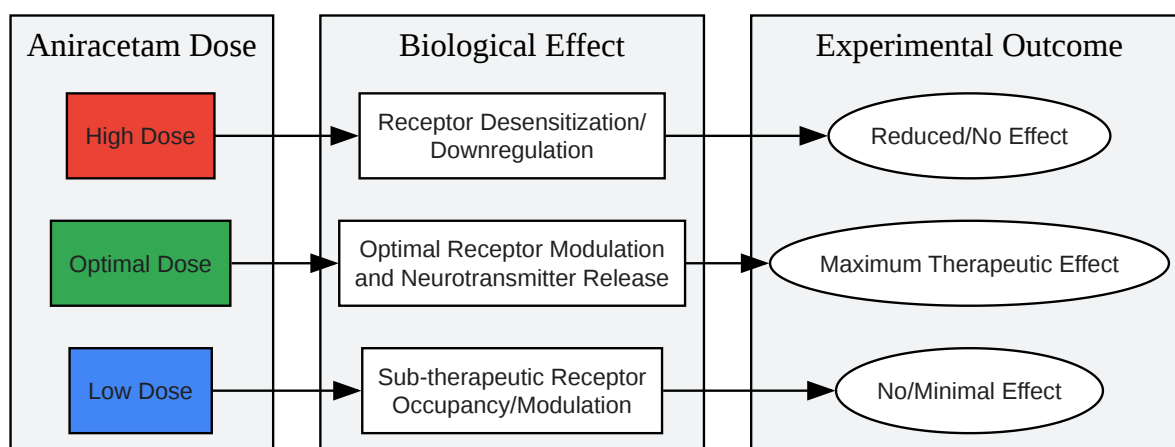 Aniracetam Dose
Biological Effect
Experimental Outcome
High Dose
Receptor Desensitization/
Downregulation
Reduced/No Effect
Optimal Dose
Optimal Receptor Modulation
and Neurotransmitter Release
Maximum Therapeutic Effect
Low Dose
Sub-therapeutic Receptor
Occupancy/Modulation
No/Minimal Effect